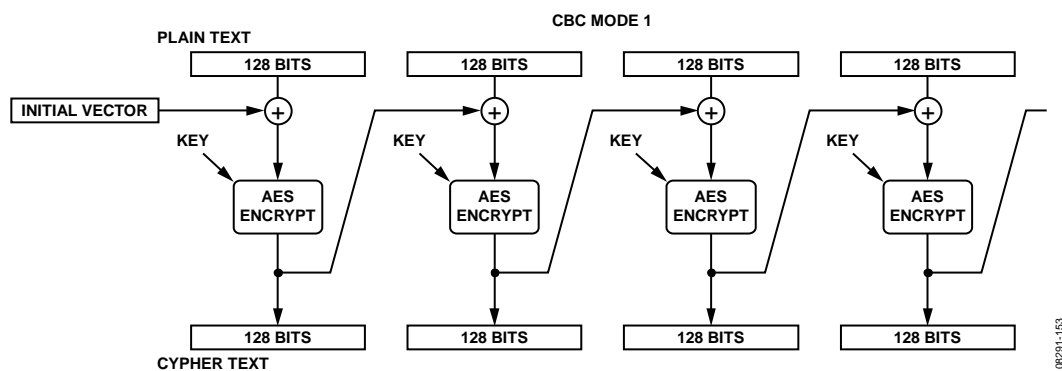 CBC MODE 1
PLAIN TEXT
128 BITS 128 BITS 128 BITS 128 BITS
INITIAL VECTOR + + + +
KEY KEY KEY KEY
AES AES AES AES
ENCRYPT ENCRYPT ENCRYPT ENCRYPT
128 BITS 128 BITS 128 BITS 128 BITS
CYPHER TEXT
08291-153